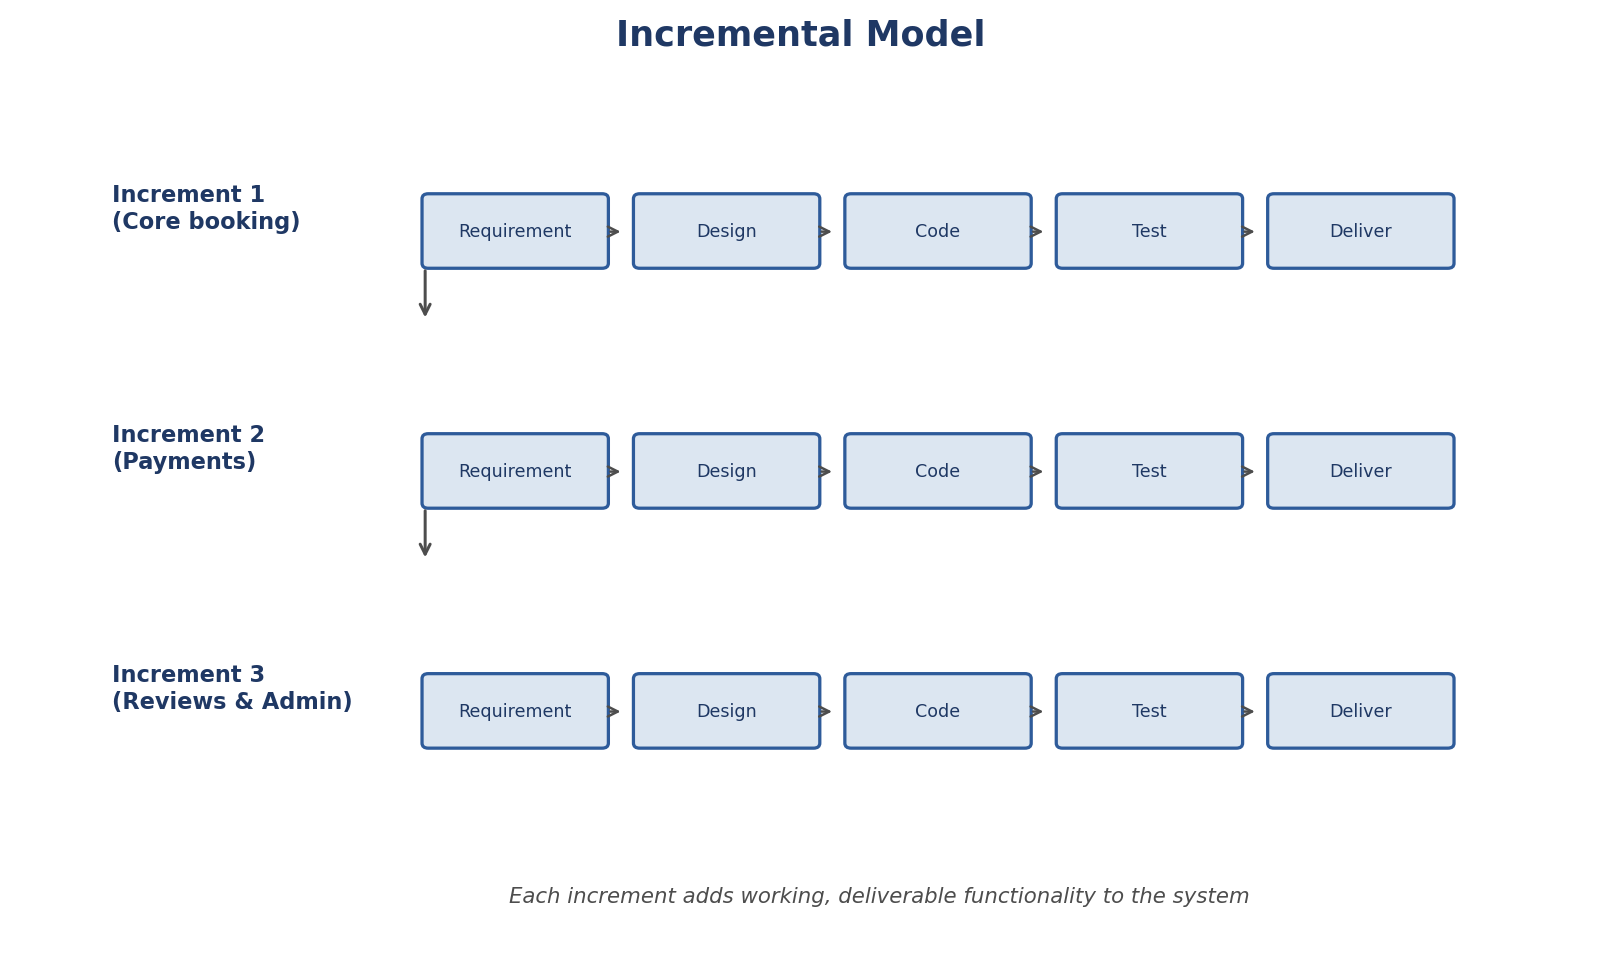 Incremental Model
Increment 1
(Core booking)
Requirement
Design
Code
Test
Deliver
Increment 2
(Payments)
Requirement
Design
Code
Test
Deliver
Increment 3
(Reviews & Admin)
Requirement
Design
Code
Test
Deliver
Each increment adds working, deliverable functionality to the system